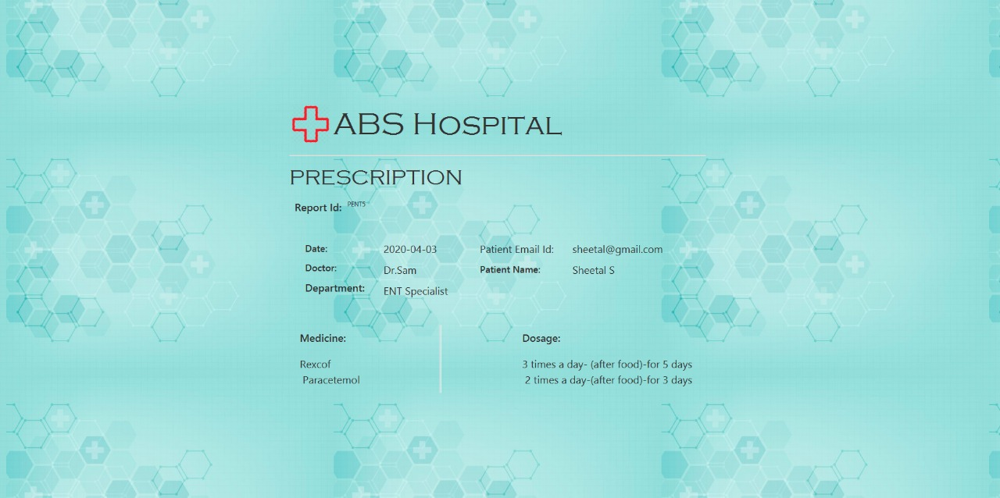 ABS HOSPITAL
PRESCRIPTION
Report Id: PENT5
Date: 2020-04-03 Patient Email Id: sheetal@gmail.com
Doctor: Dr.Sam Patient Name: Sheetal S
Department: ENT Specialist
Medicine: Dosage:
Rexcof 3 times a day- (after food)-for 5 days
Paracetemol 2 times a day-(after food)-for 3 days